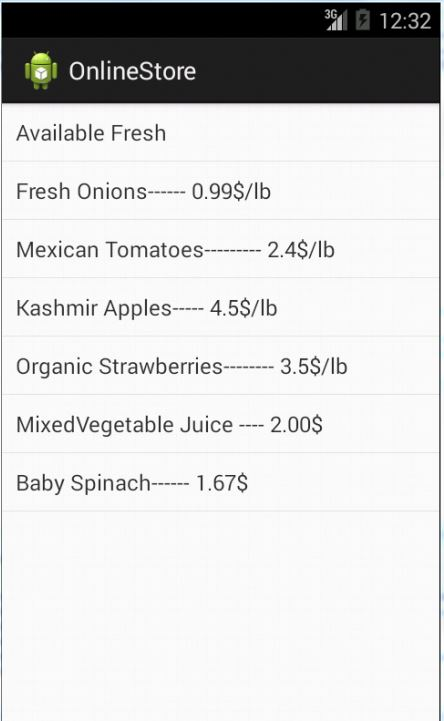 3G 12:32
OnlineStore
Available Fresh
Fresh Onions------ 0.99$/lb
Mexican Tomatoes--------- 2.4$/lb
Kashmir Apples----- 4.5$/lb
Organic Strawberries-------- 3.5$/lb
MixedVegetable Juice ---- 2.00$
Baby Spinach------ 1.67$